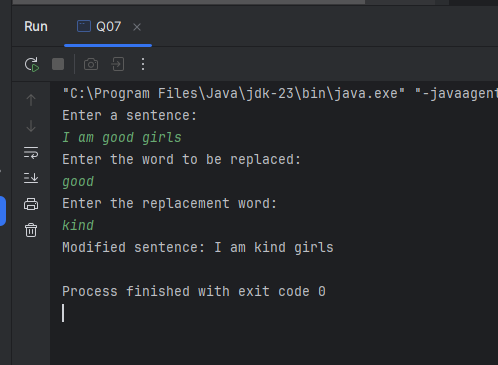 Run Q07
"C:\Program Files\Java\jdk-23\bin\java.exe" "-javaagent
Enter a sentence:
I am good girls
Enter the word to be replaced:
good
Enter the replacement word:
kind
Modified sentence: I am kind girls
Process finished with exit code 0